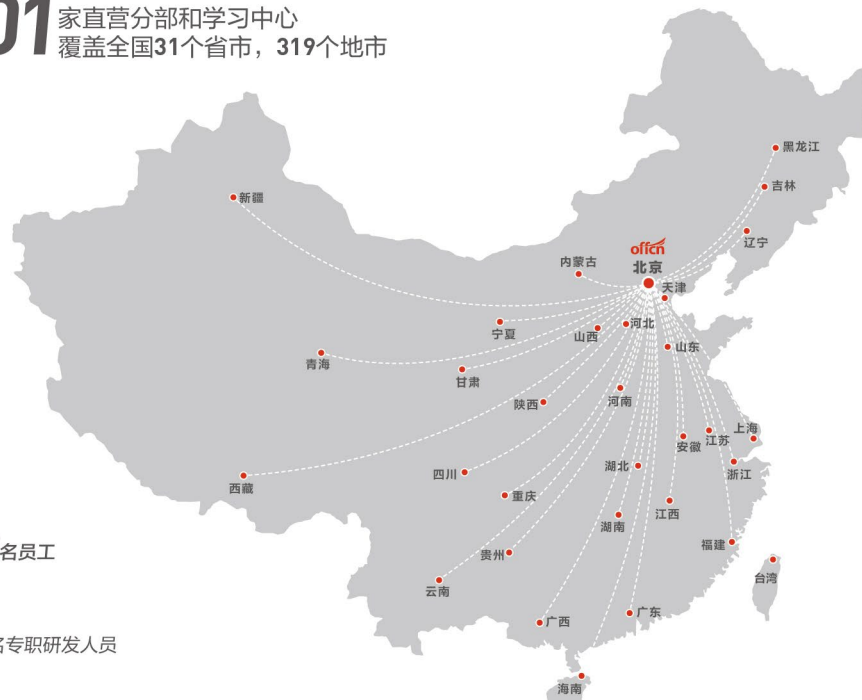 01
家直营分部和学习中心
覆盖全国31个省市，319个地市
黑龙江
吉林
新疆
辽宁
offcn
内蒙古
北京
天津
宁夏
山西
河北
山东
青海
甘肃
陕西
河南
上海
安徽
江苏
四川
湖北
浙江
西藏
重庆
湖南
江西
名员工
贵州
福建
台湾
云南
广西
广东
名专职研发人员
海南